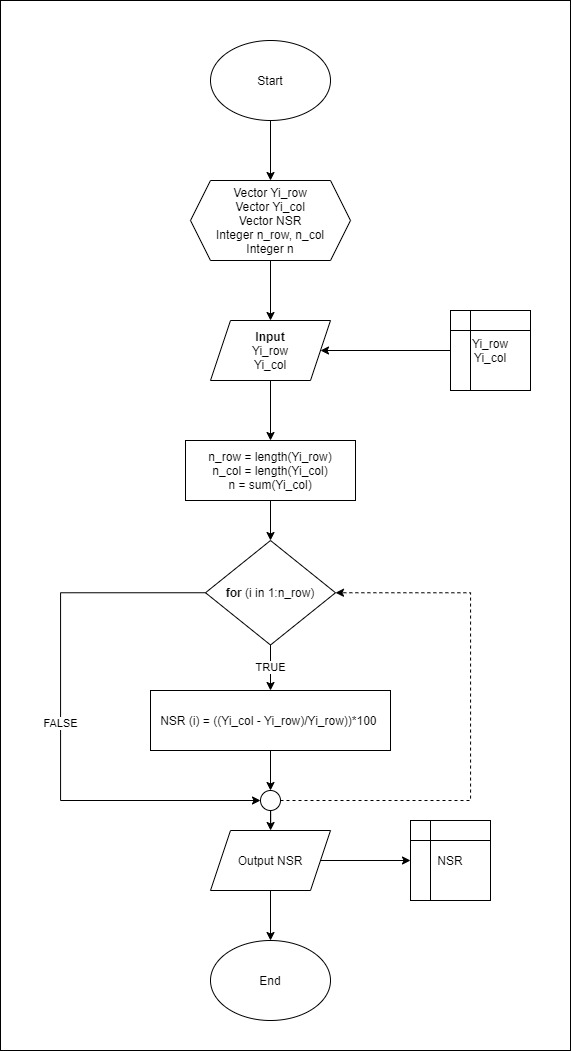 Start
Vector Yi_row
Vector Yi_col
Vector NSR
Integer n_row, n_col
Integer n
Input
Yi_row
Yi_col
Yi_row
Yi_col
n_row = length(Yi_row)
n_col = length(Yi_col)
n = sum(Yi_col)
for (i in 1:n_row)
TRUE
NSR (i) = ((Yi_col - Yi_row)/Yi_row))*100
FALSE
Output NSR
NSR
End